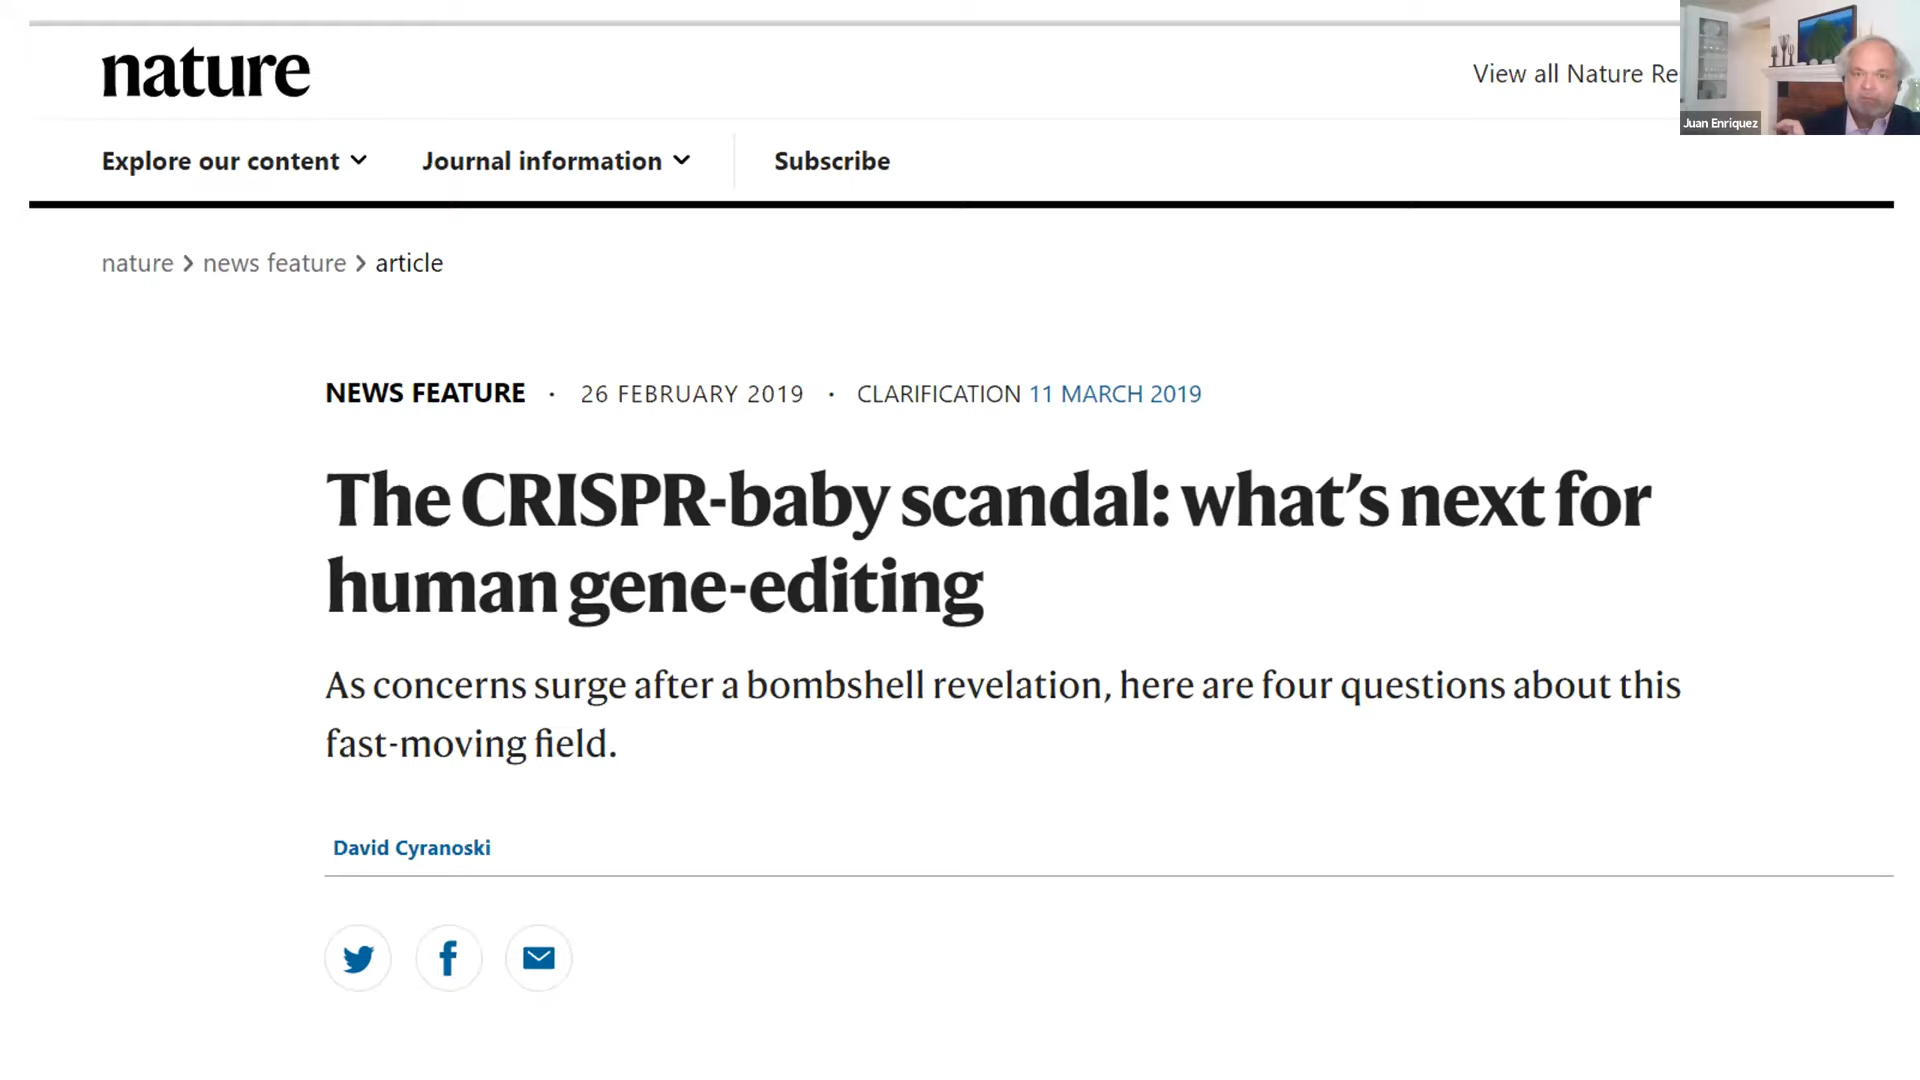 nature
View all Nature Re
Juan Enriquez
Explore our content
Journal information
Subscribe
nature > news feature > article
NEWS FEATURE · 26 FEBRUARY 2019 · CLARIFICATION 11 MARCH 2019
The CRISPR-baby scandal: what’s next for
human gene-editing
As concerns surge after a bombshell revelation, here are four questions about this
fast-moving field.
David Cyranoski